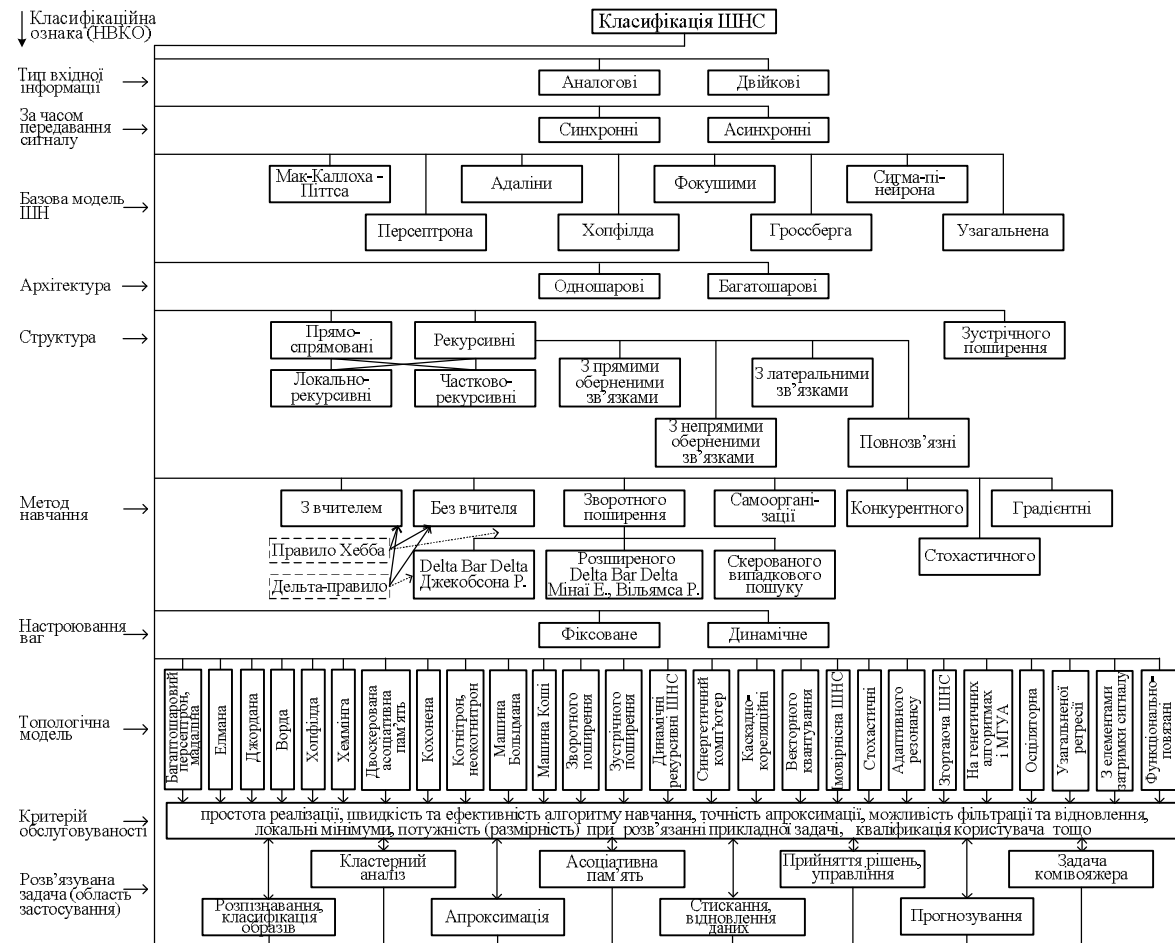 Класифікаційна
ознака (НВКО)
Класифікація ШНС
Тип вхідної
інформації
Аналогові
Двійкові
За часом
передавання
сигналу
Синхронні
Асинхронні
Базова модель
ШН
Мак-Каллоха -
Піттса
Адаліни
Фокушими
Сигма-пі-
нейрона
Персептрона
Хопфілда
Гроссберга
Узагальнена
Архітектура
Одношарові
Багатошарові
Структура
Прямо-
спрямовані
Рекурсивні
Зустрічного
поширення
Локально-
рекурсивні
Частково-
рекурсивні
З прямими
оберненими
зв’язками
З латеральними
зв’язками
З непрямими
оберненими
зв’язками
Повнозв’язні
Метод
навчання
З вчителем
Без вчителя
Зворотного
поширення
Самоорганi-
зації
Конкурентного
Градієнтні
Стохастичного
Правило Хебба
Дельта-правило
Delta Bar Delta
Джекобсона Р.
Розширеного
Delta Bar Delta
Мінаї Е., Вільямса Р.
Скерованого
випадкового
пошуку
Настроювання
ваг
Фіксоване
Динамічне
Топологічна
модель
Багатошаровий
персептрон,
мадаліна
Елмана
Джордана
Ворда
Хопфілда
Хеммінга
Двоскерована
асоціативна
пам’ять
Кохонена
Когнітрон,
неокогнитрон
Машина
Больцмана
Машина Коші
Зворотного
поширення
Зустрічного
поширення
Динамічні
рекурсивні ШНС
Синергетичний
комп’ютер
Каскадно-
кореляційні
Векторного
квантування
Імовірнісна ШНС
Стохастичні
Адаптивного
резонансу
Згортаюча ШНС
На генетичних
алгоритмах
і МГУА
Осціляторна
Узагальненої
регресії
З елементами
затримки сигналу
Функціонально-
повязані
Критерій
обслуговуваності
простота реалізації, швидкість та ефективність алгоритму навчання, точність апроксимації, можливість фільтрації та відновлення,
локальні мінімуми, потужність (размірність) при розв’язанні прикладної задачі, кваліфікація користувача тощо
Розв’язувана
задача (область
застосування)
Кластерний
аналіз
Асоціативна
пам’ять
Прийняття рішень,
управління
Задача
комівояжера
Розпізнавання,
класифікація
образів
Апроксимація
Стискання,
відновлення
даних
Прогнозування